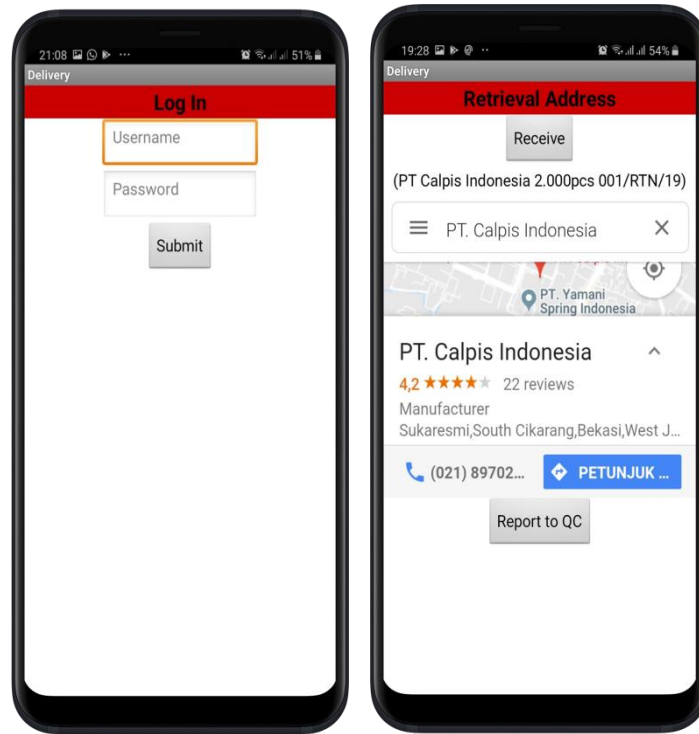 21:08 ... 51%
Delivery
Log In
Username
Password
Submit
19:28 .. 54%
Delivery
Retrieval Address
Receive
(PT Calpis Indonesia 2.000pcs 001/RTN/19)
PT. Calpis Indonesia
PT. Yamani
Spring Indonesia
PT. Calpis Indonesia
4,2 22 reviews
Manufacturer
Sukaresmi,South Cikarang,Bekasi,West J...
(021) 89702... PETUNJUK ...
Report to QC